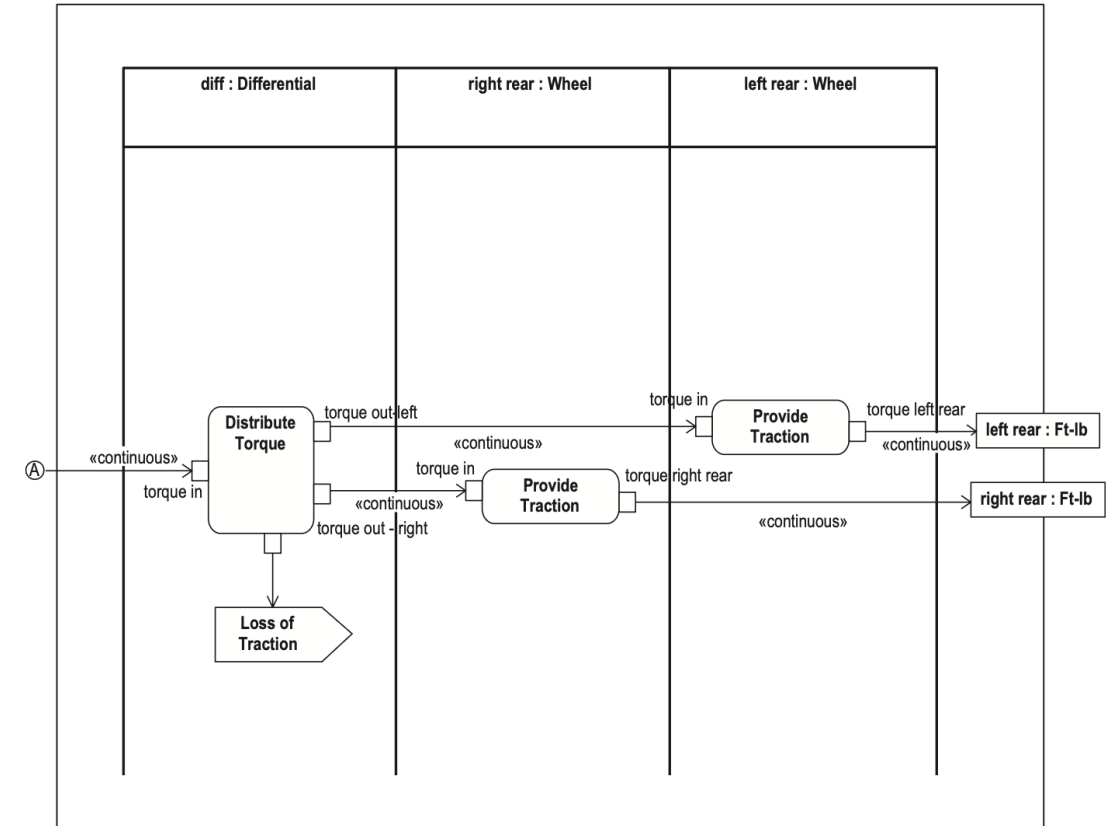 diff : Differential
right rear : Wheel
left rear : Wheel
torque in
Provide
Traction
torque left rear
left rear : Ft-lb
«continuous»
torque out-left
«continuous»
Distribute
Torque
A
«continuous»
torque in
torque in
Provide
Traction
torque right rear
right rear : Ft-lb
«continuous»
«continuous»
torque out - right
Loss of
Traction